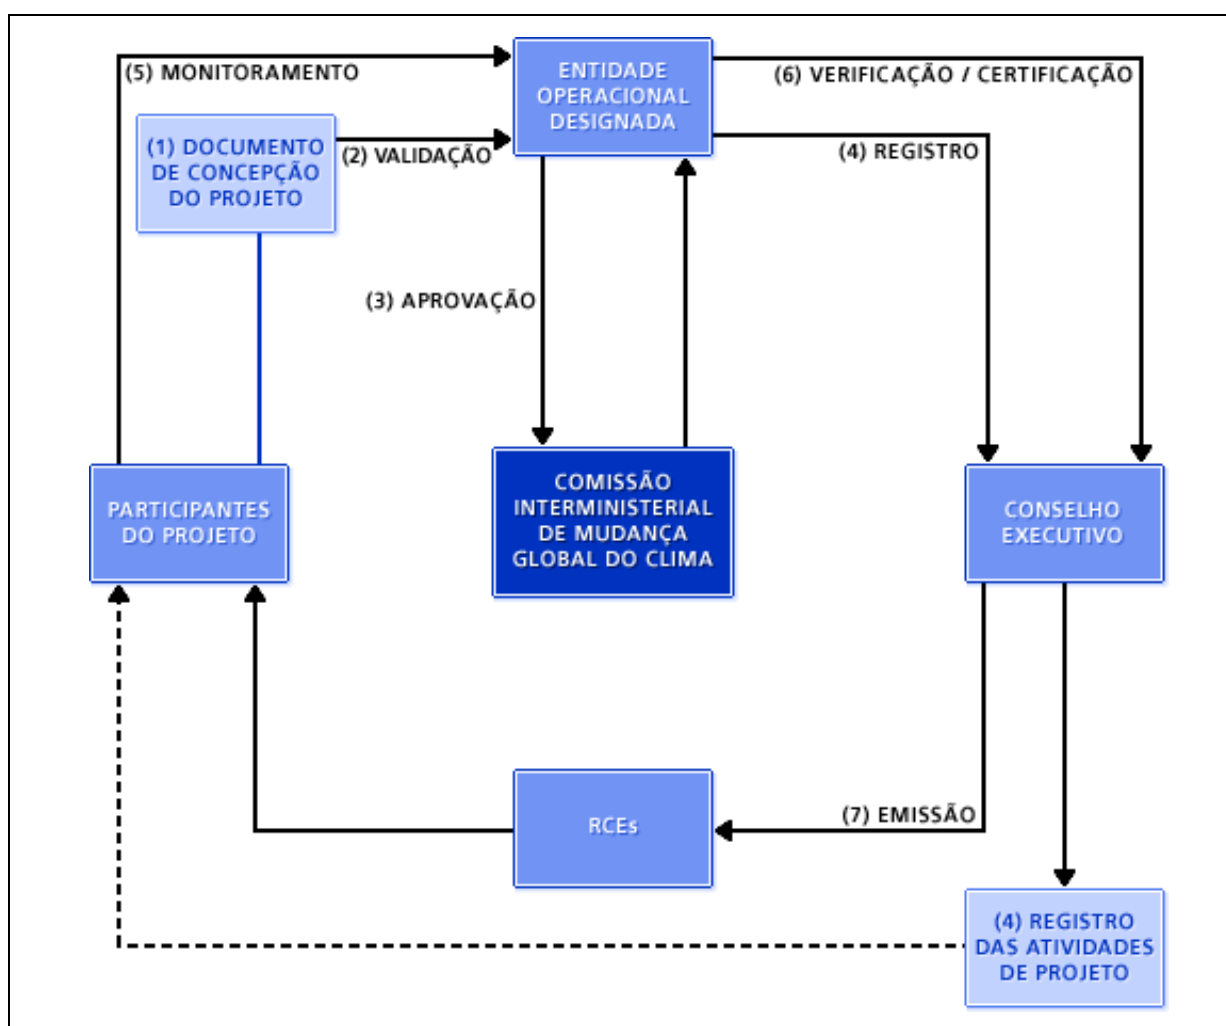 (5) MONITORAMENTO
ENTIDADE
OPERACIONAL
DESIGNADA
(6) VERIFICAÇÃO / CERTIFICAÇÃO
(1) DOCUMENTO
DE CONCEPÇÃO
DO PROJETO
(2) VALIDAÇÃO
(4) REGISTRO
(3) APROVAÇÃO
PARTICIPANTES
DO PROJETO
COMISSÃO
INTERMINISTERIAL
DE MUDANÇA
GLOBAL DO CLIMA
CONSELHO
EXECUTIVO
RCEs
(7) EMISSÃO
(4) REGISTRO
DAS ATIVIDADES
DE PROJETO